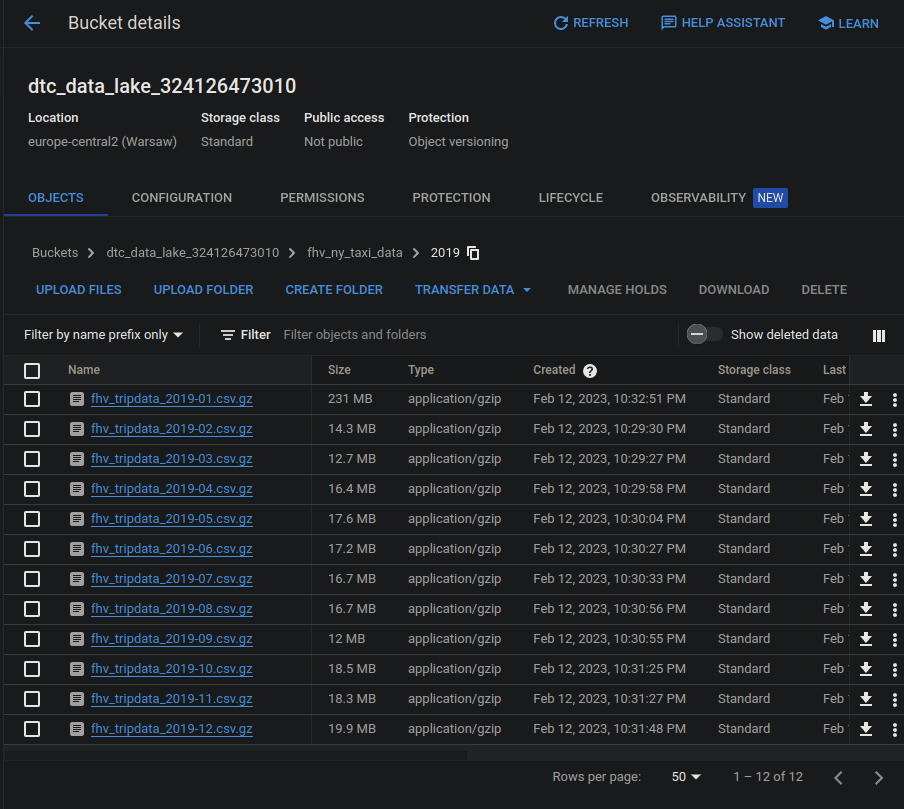 Bucket details REFRESH HELP ASSISTANT LEARN
dtc_data_lake_324126473010
Location Storage class Public access Protection
europe-central2 (Warsaw) Standard Not public Object versioning
OBJECTS CONFIGURATION PERMISSIONS PROTECTION LIFECYCLE OBSERVABILITY NEW
Buckets > dtc_data_lake_324126473010 > fhv_ny_taxi_data > 2019
UPLOAD FILES UPLOAD FOLDER CREATE FOLDER TRANSFER DATA MANAGE HOLDS DOWNLOAD DELETE
Filter by name prefix only Filter Filter objects and folders Show deleted data
Name Size Type Created ? Storage class Last
fhv_tripdata_2019-01.csv.gz 231 MB application/gzip Feb 12, 2023, 10:32:51 PM Standard Feb
fhv_tripdata_2019-02.csv.gz 14.3 MB application/gzip Feb 12, 2023, 10:29:30 PM Standard Feb
fhv_tripdata_2019-03.csv.gz 12.7 MB application/gzip Feb 12, 2023, 10:29:27 PM Standard Feb
fhv_tripdata_2019-04.csv.gz 16.4 MB application/gzip Feb 12, 2023, 10:29:58 PM Standard Feb
fhv_tripdata_2019-05.csv.gz 17.6 MB application/gzip Feb 12, 2023, 10:30:04 PM Standard Feb
fhv_tripdata_2019-06.csv.gz 17.2 MB application/gzip Feb 12, 2023, 10:30:27 PM Standard Feb
fhv_tripdata_2019-07.csv.gz 16.7 MB application/gzip Feb 12, 2023, 10:30:33 PM Standard Feb
fhv_tripdata_2019-08.csv.gz 16.7 MB application/gzip Feb 12, 2023, 10:30:56 PM Standard Feb
fhv_tripdata_2019-09.csv.gz 12 MB application/gzip Feb 12, 2023, 10:30:55 PM Standard Feb
fhv_tripdata_2019-10.csv.gz 18.5 MB application/gzip Feb 12, 2023, 10:31:25 PM Standard Feb
fhv_tripdata_2019-11.csv.gz 18.3 MB application/gzip Feb 12, 2023, 10:31:27 PM Standard Feb
fhv_tripdata_2019-12.csv.gz 19.9 MB application/gzip Feb 12, 2023, 10:31:48 PM Standard Feb
Rows per page: 50 1 – 12 of 12